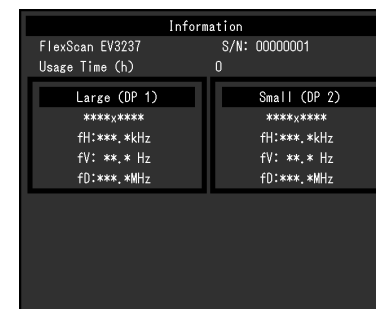 Information
FlexScan EV3237 S/N: 00000001
Usage Time (h) 0
Large (DP 1)
****x****
fH:***.*kHz
fV: **.* Hz
fD:***.*MHz
Small (DP 2)
****x****
fH:***.*kHz
fV: **.* Hz
fD:***.*MHz